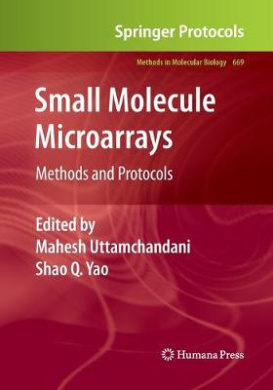 Springer Protocols
Methods in Molecular Biology 669
Small Molecule
Microarrays
Methods and Protocols
Edited by
Mahesh Uttamchandani
Shao Q. Yao
Humana Press